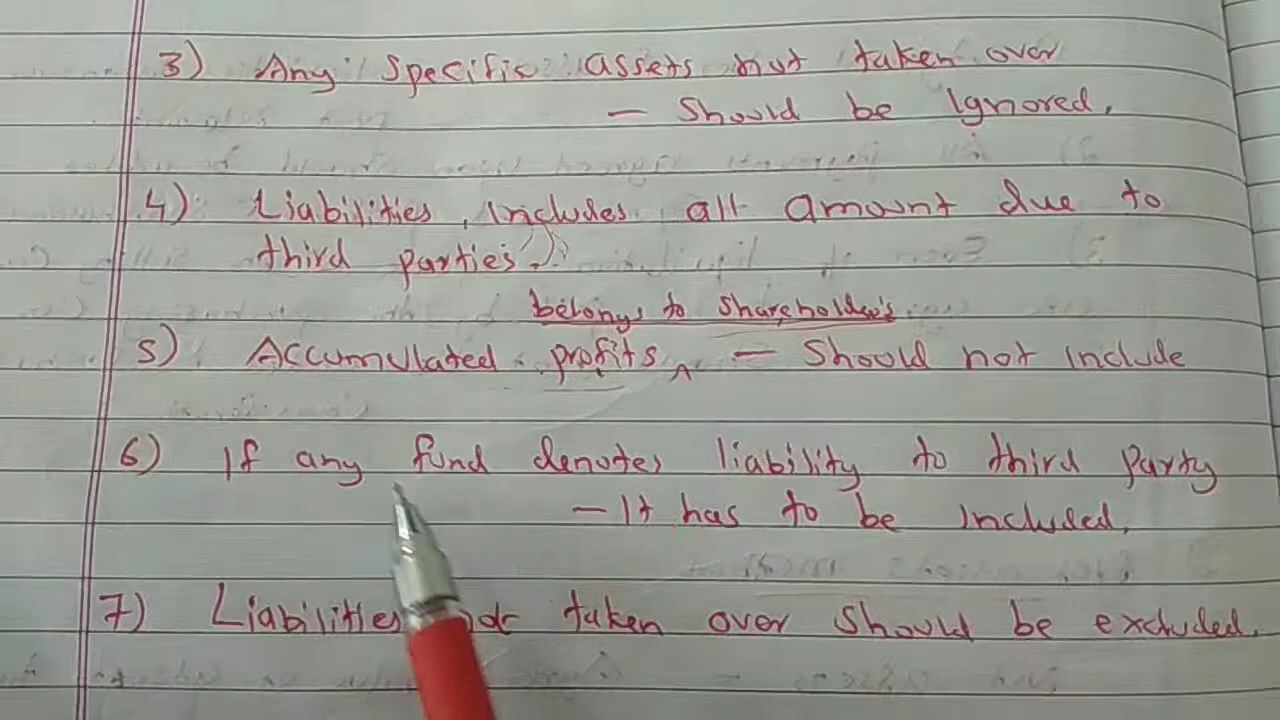 3) Any specific assets not taken over
— Should be Ignored.
4) Liabilities, includes all amount due to
third parties.
belongs to shareholder's
5) Accumulated profits ^ — Should not include
6) If any fund denotes liability to third party
— It has to be included.
7) Liabilities taken over should be excluded.